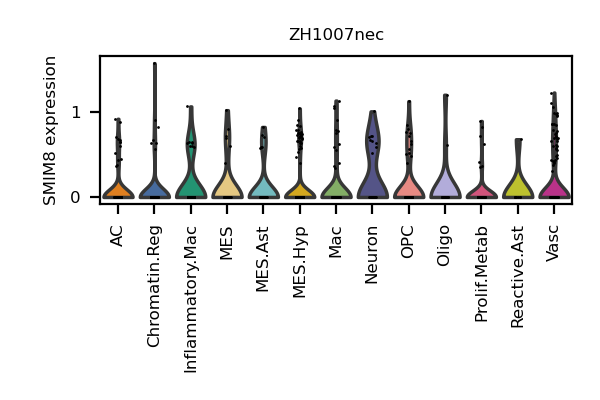 ZH1007nec
SMIM8 expression
1
0
AC
Chromatin.Reg
Inflammatory.Mac
MES
MES.Ast
MES.Hyp
Mac
Neuron
OPC
Oligo
Prolif.Metab
Reactive.Ast
Vasc